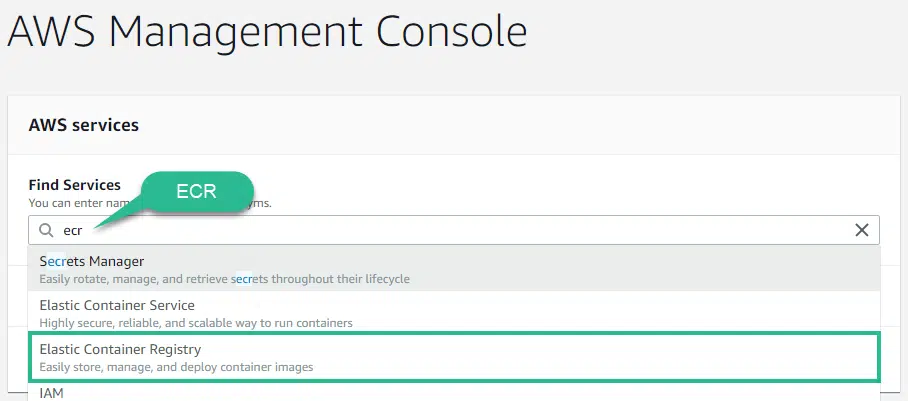 AWS Management Console
AWS services
Find Services
ECR
You can enter nam yms.
ecr
Secrets Manager
Easily rotate, manage, and retrieve secrets throughout their lifecycle
Elastic Container Service
Highly secure, reliable, and scalable way to run containers
Elastic Container Registry
Easily store, manage, and deploy container images
IAM